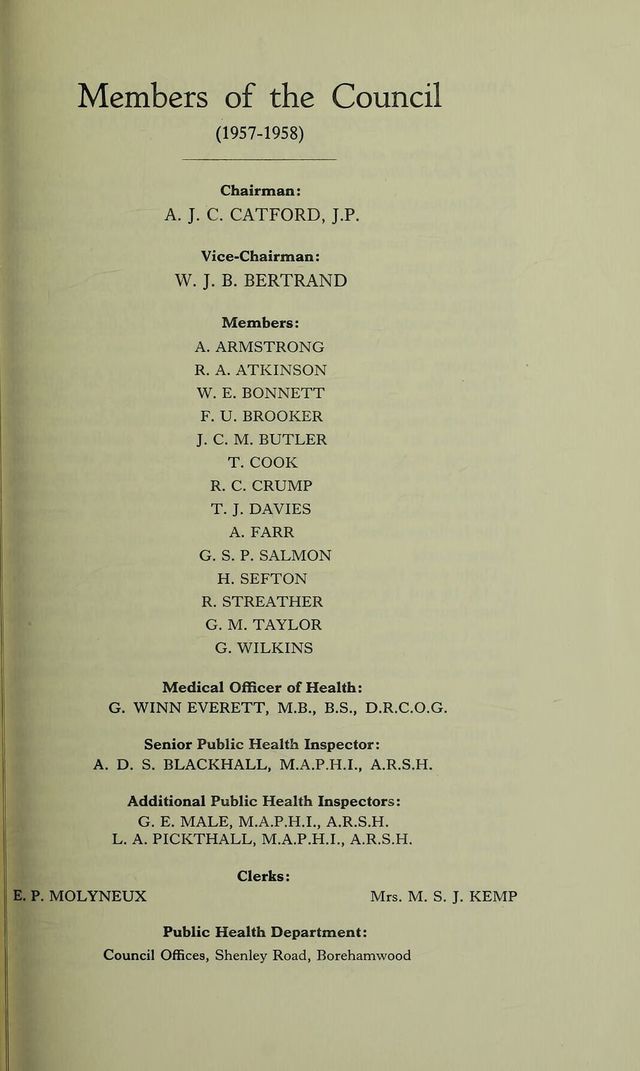 Members of the Council
(1957-1958)
Chairman:
A. J. C. CATFORD, J.P.
Vice-Chairman:
W. J. B. BERTRAND
Members:
A. ARMSTRONG
R. A. ATKINSON
W. E. BONNETT
F. U. BROOKER
J. C. M. BUTLER
T. COOK
R. C. CRUMP
T. J. DAVIES
A. FARR
G. S. P. SALMON
H. SEFTON
R. STREATHER
G. M. TAYLOR
G. WILKINS
Medical Officer of Health:
G. WINN EVERETT, M.B., B.S., D.R.C.O.G.
Senior Public Health Inspector:
A. D. S. BLACKHALL, M.A.P.H.I., A.R.S.H.
Additional Public Health Inspectors:
G. E. MALE, M.A.P.H.I., A.R.S.H.
L. A. PICKTHALL, M.A.P.H.I., A.R.S.H.
Clerks:
E. P. MOLYNEUX Mrs. M. S. J. KEMP
Public Health Department:
Council Offices, Shenley Road, Borehamwood